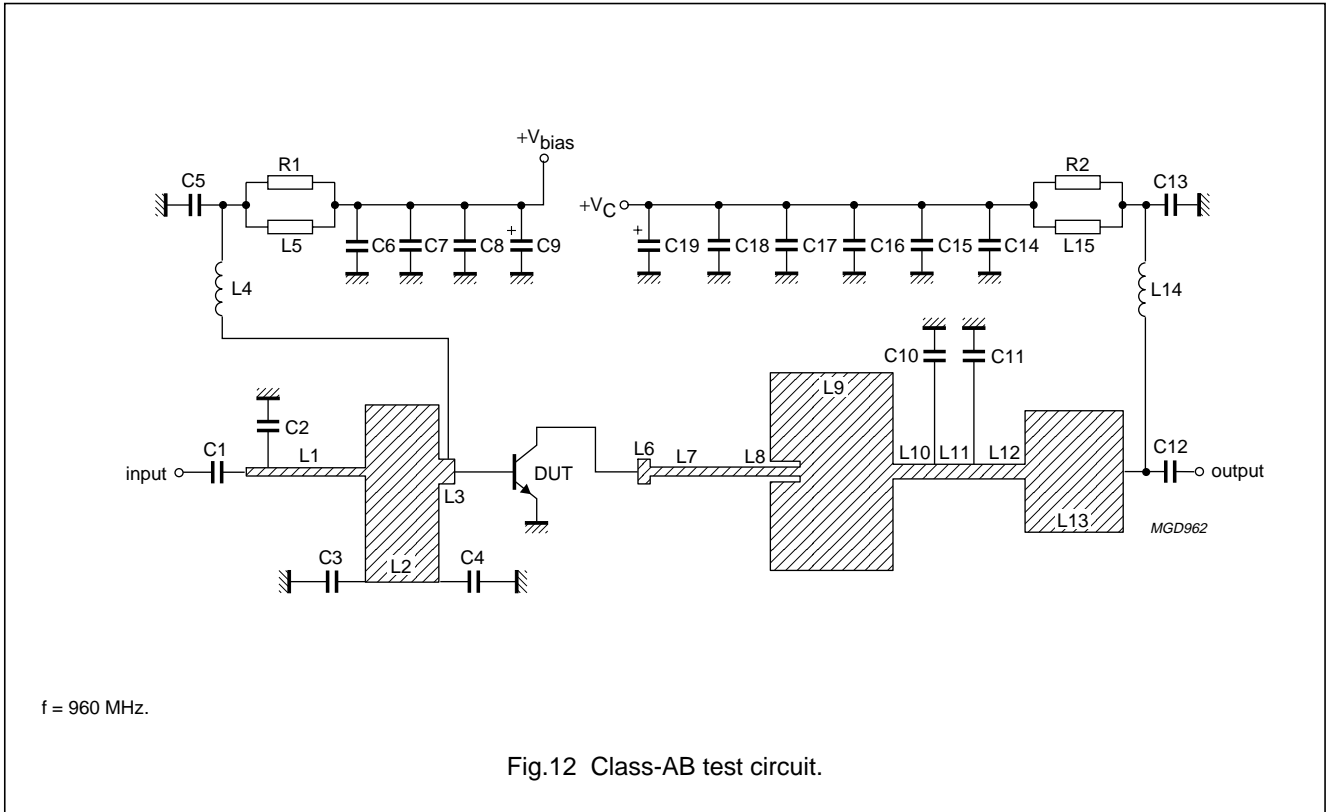 +Vbias
C5
R1
R2
C13
+VC
L5
+
C6
C7
C8
C9
+
C19
C18
C17
C16
C15
C14
L15
L4
L14
C10
C11
L9
C2
C1
L1
L6
L7
L8
L10
L11
L12
C12
input
output
L3
DUT
L13
MGD962
C3
L2
C4
f = 960 MHz.
Fig.12 Class-AB test circuit.